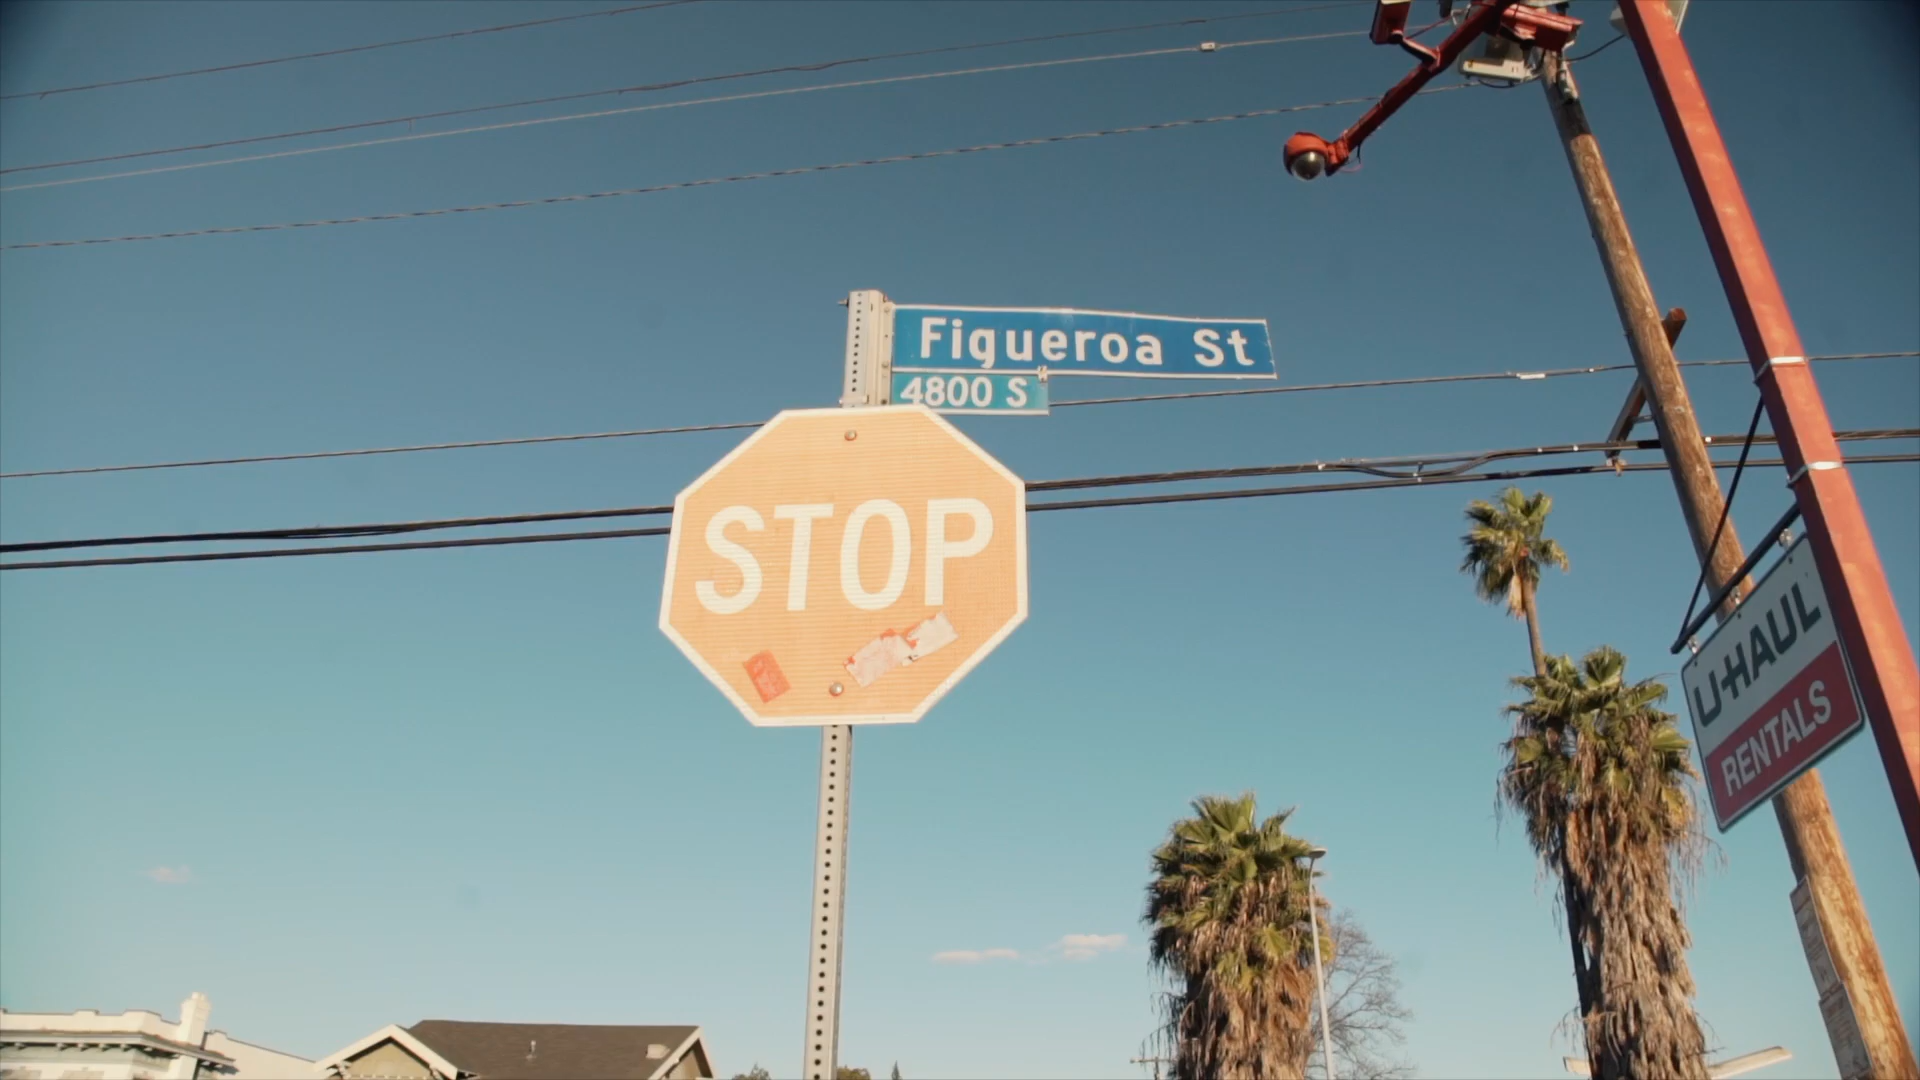 Figueroa St
4800 S
STOP
U-HAUL
RENTALS